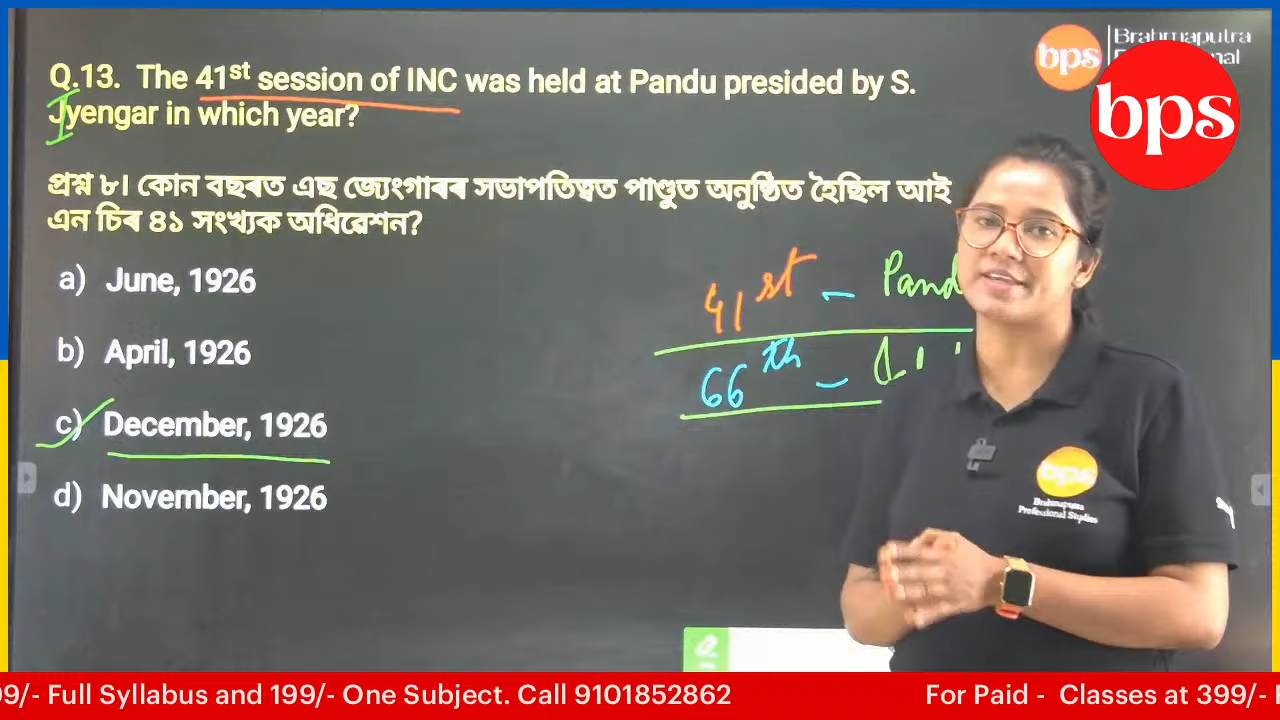 bps
Brahmaputra
bps
Q.13. The 41st session of INC was held at Pandu presided by S.
Iyengar in which year?
প্ৰশ্ন ৮। কোন বছৰত এছ জ্যেংগাৰৰ সভাপতিত্বত পাণ্ডুত অনুষ্ঠিত হৈছিল আই
এন চিৰ ৪১ সংখ্যক অধিৱেশন?
a) June, 1926
b) April, 1926
c) December, 1926
d) November, 1926
41st - Pand
66th -
bps
Brahmaputra
Professional Studies
99/- Full Syllabus and 199/- One Subject. Call 9101852862
For Paid - Classes at 399/-